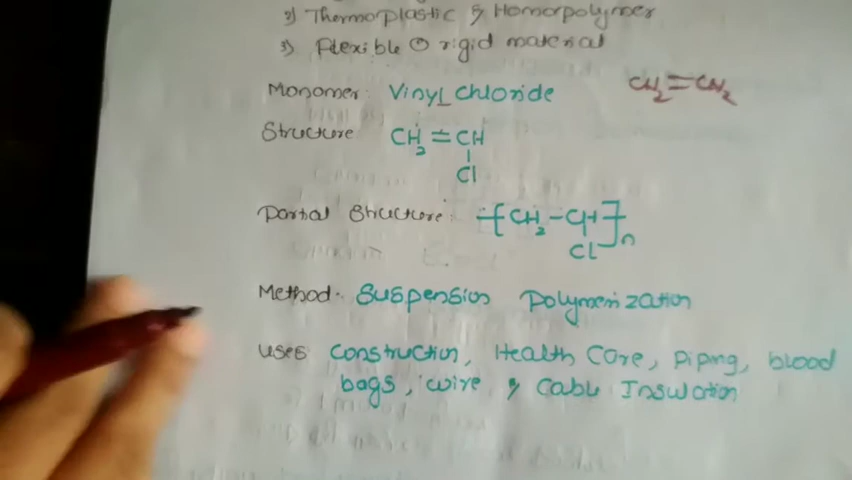 2) Thermoplastic & Homopolymer
3) Flexible ⊙ rigid material
Monomer: Vinyl chloride
CH2=CH2
Structure CH2=CH
Cl
Partial Structure: -[CH2-CH]n
Cl
Method: Suspension Polymerization
uses Construction, Health Care, Piping, blood
bags, wire & Cable Insulation